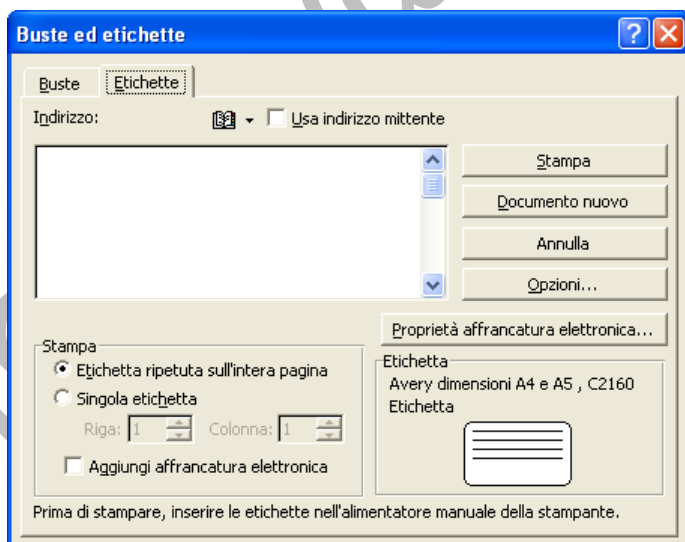 Buste ed etichette
Buste Etichette
Indirizzo: Usa indirizzo mittente
Stampa
Documento nuovo
Annulla
Opzioni...
Proprietà affrancatura elettronica...
Stampa
Etichetta ripetuta sull'intera pagina
Singola etichetta
Riga: 1 Colonna: 1
Aggiungi affrancatura elettronica
Etichetta
Avery dimensioni A4 e A5 , C2160
Etichetta
Prima di stampare, inserire le etichette nell'alimentatore manuale della stampante.